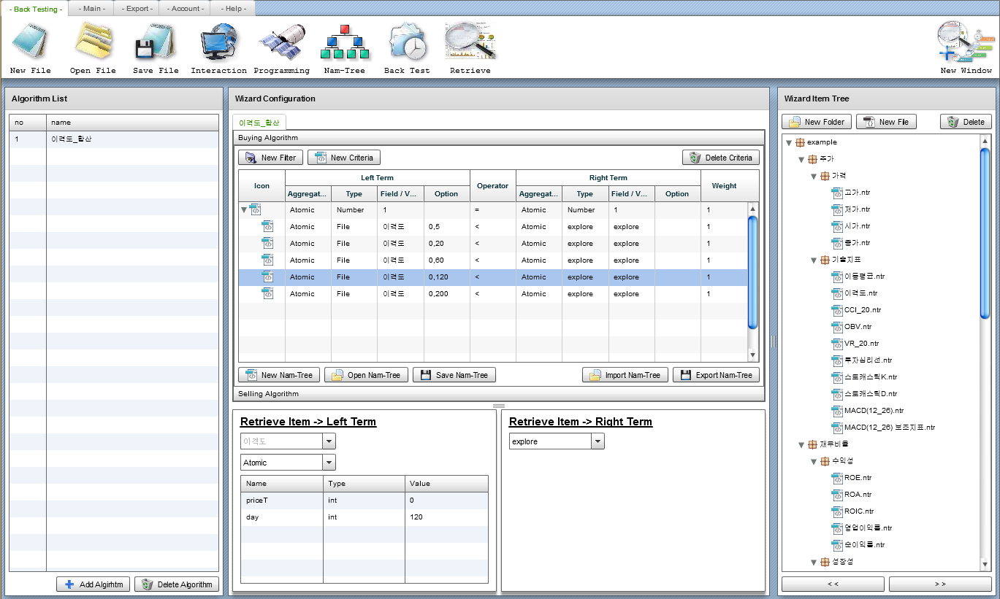 - Back Testing - - Main - - Export - - Account - - Help -
New File Open File Save File Interaction Programming Nam-Tree Back Test Retrieve New Window
Algorithm List
no name
1 이격도_합산
Add Algirhtm Delete Algorithm
Wizard Configuration
이격도_합산
Buying Algorithm
New Filter New Criteria Delete Criteria
Icon Left Term Operator Right Term Weight
Aggregat... Type Field / V... Option Aggregat... Type Field / V... Option
Atomic Number 1 = Atomic Number 1 1
Atomic File 이격도 0,5 < Atomic explore explore 1
Atomic File 이격도 0,20 < Atomic explore explore 1
Atomic File 이격도 0,60 < Atomic explore explore 1
Atomic File 이격도 0,120 < Atomic explore explore 1
Atomic File 이격도 0,200 < Atomic explore explore 1
New Nam-Tree Open Nam-Tree Save Nam-Tree Import Nam-Tree Export Nam-Tree
Selling Algorithm
Retrieve Item -> Left Term
이격도
Atomic
Name Type Value
priceT int 0
day int 120
Retrieve Item -> Right Term
explore
Wizard Item Tree
New Folder New File Delete
example
주가
가격
고가.ntr
저가.ntr
시가.ntr
종가.ntr
기술지표
이동평균.ntr
이격도.ntr
CCI_20.ntr
OBV.ntr
VR_20.ntr
투자심리선.ntr
스토캐스틱K.ntr
스토캐스틱D.ntr
MACD(12_26).ntr
MACD(12_26) 보조지표.ntr
재무비율
수익성
ROE.ntr
ROA.ntr
ROIC.ntr
영업이익률.ntr
순이익률.ntr
성장성
< < > >